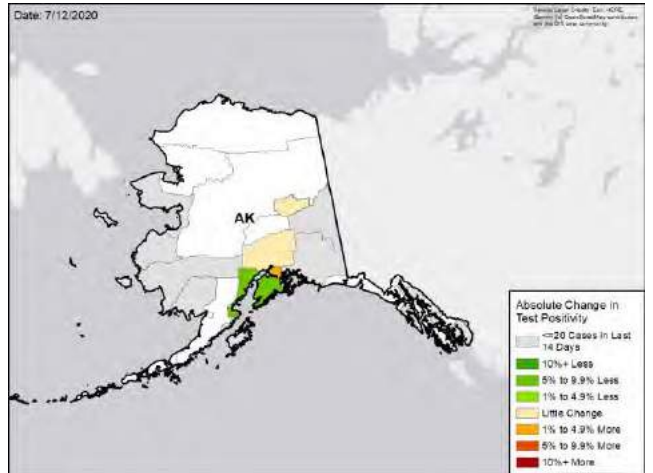 Date: 7/12/2020
AK
Absolute Change in
Test Positivity
<=20 Cases in Last
14 Days
10%+ Less
5% to 9.9% Less
1% to 4.9% Less
Little Change
1% to 4.9% More
5% to 9.9% More
10%+ More